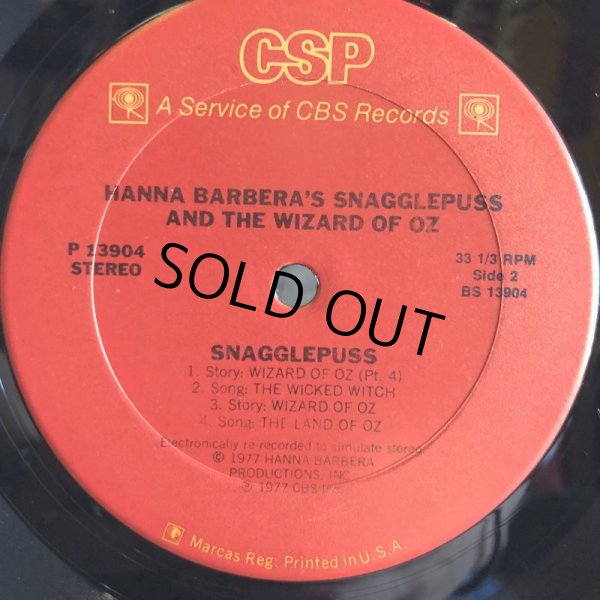 CSP
A Service of CBS Records
HANNA BARBERA'S SNAGGLEPUSS
AND THE WIZARD OF OZ
P 13904
STEREO
33 1/3 RPM
Side 2
BS 13904
SOLD OUT
SNAGGLEPUSS
1. Story: WIZARD OF OZ (Pt. 4)
2. Song: THE WICKED WITCH
3. Story: WIZARD OF OZ
4. Song: THE LAND OF OZ
Electronically re-recorded to simulate stereo.
© 1977 HANNA BARBERA
PRODUCTIONS, INC.
℗ 1977 CBS
Marcas Reg. Printed in U.S.A.